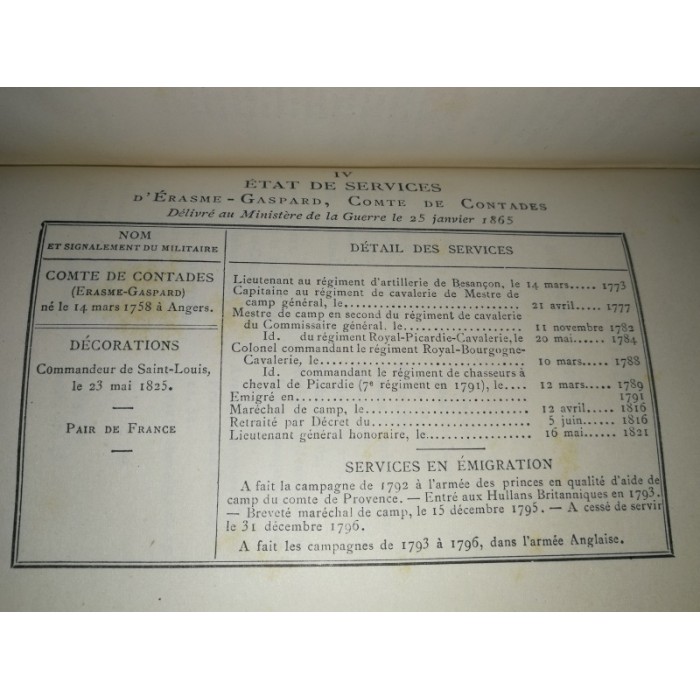 IV
ÉTAT DE SERVICES
D'ÉRASME-GASPARD, COMTE DE CONTADES
Délivré au Ministère de la Guerre le 25 janvier 1865
NOM
ET SIGNALEMENT DU MILITAIRE
COMTE DE CONTADES
(ERASME-GASPARD)
né le 14 mars 1758 à Angers.
DÉCORATIONS
Commandeur de Saint-Louis,
le 23 mai 1825.
PAIR DE FRANCE
DÉTAIL DES SERVICES
Lieutenant au régiment d'artillerie de Besançon, le 14 mars..... 1773
Capitaine au régiment de cavalerie de Mestre de
camp général, le........................ 21 avril..... 1777
Mestre de camp en second du régiment de cavalerie
du Commissaire général, le.................. 11 novembre 1782
Id. du régiment Royal-Picardie-Cavalerie, le 20 mai..... 1784
Colonel commandant le régiment Royal-Bourgogne-
Cavalerie, le........................... 10 mars..... 1788
Id. commandant le régiment de chasseurs à
cheval de Picardie (7e régiment en 1791), le.... 12 mars..... 1789
Emigré en.................................. 1791
Maréchal de camp, le........................ 12 avril..... 1816
Retraité par Décret du........................ 5 juin..... 1816
Lieutenant général honoraire, le................ 16 mai..... 1821
SERVICES EN ÉMIGRATION
A fait la campagne de 1792 à l'armée des princes en qualité d'aide de
camp du comte de Provence. — Entré aux Hullans Britanniques en 1793.
— Breveté maréchal de camp, le 15 décembre 1795. — A cessé de servir
le 31 décembre 1796.
A fait les campagnes de 1793 à 1796, dans l'armée Anglaise.